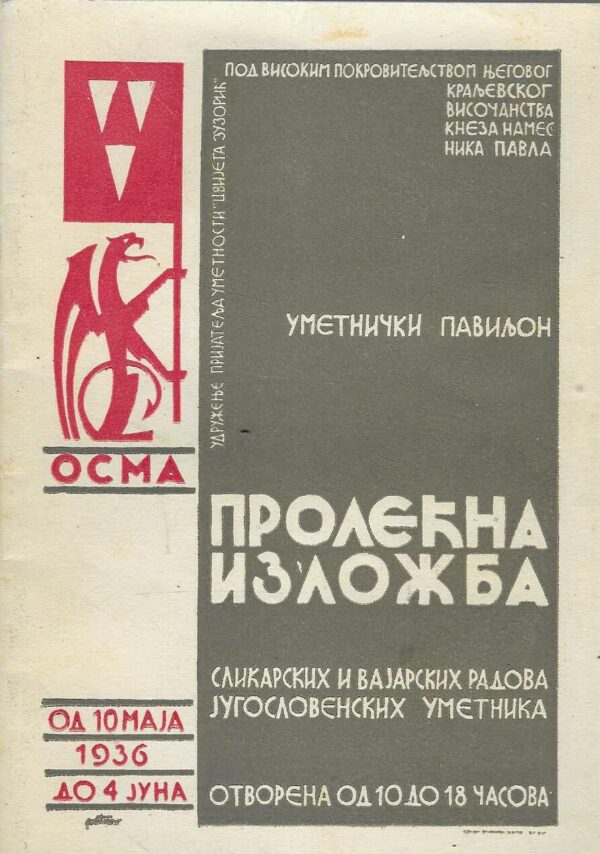 ПОД ВИСОКИМ ПОКРОВИТЕЉСТВОМ ЊЕГОВОГ
КРАЉЕВСКОГ
ВИСОЧАНСТВА
КНЕЗА НАМЕС
НИКА ПАВЛА
УДРУЖЕЊЕ ПРИЈАТЕЉА УМЕТНОСТИ "ЦВИЈЕТА ЗУЗОРИЋ"
УМЕТНИЧКИ ПАВИЉОН
ОСМА
ПРОЛЕЋНА
ИЗЛОЖБА
СЛИКАРСКИХ И ВАЈАРСКИХ РАДОВА
ЈУГОСЛОВЕНСКИХ УМЕТНИКА
ОД 10 МАЈА
1936
ДО 4 ЈУНА
ОТВОРЕНА ОД 10 ДО 18 ЧАСОВА